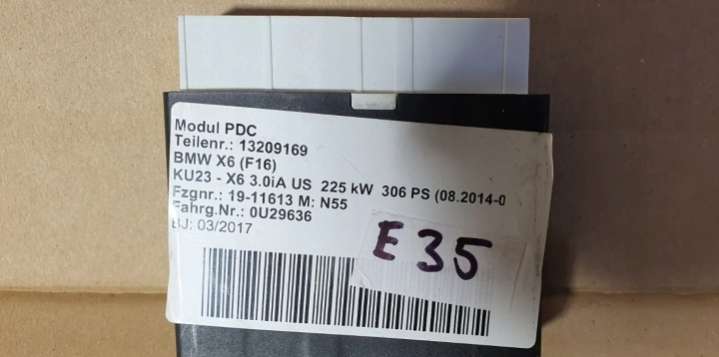 Modul PDC
Teilenr.: 13209169
BMW X6 (F16)
KU23 - X6 3.0iA US 225 kW 306 PS (08.2014-0
Fzgnr.: 19-11613 M: N55
Fahrg.Nr.: 0U29636
BJ: 03/2017
E35